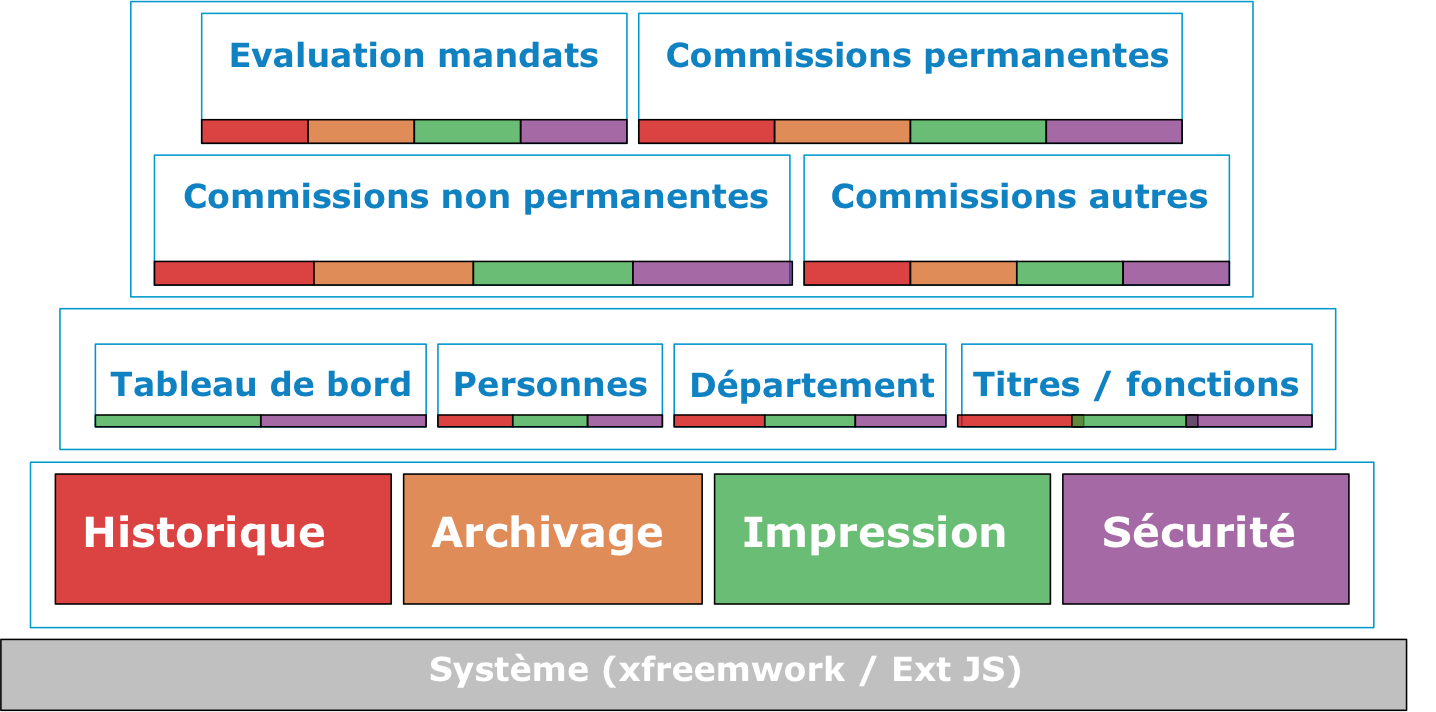 Evaluation mandats
Commissions permanentes
Commissions non permanentes
Commissions autres
Tableau de bord
Personnes
Département
Titres / fonctions
Historique
Archivage
Impression
Sécurité
Système (xfreemwork / Ext JS)